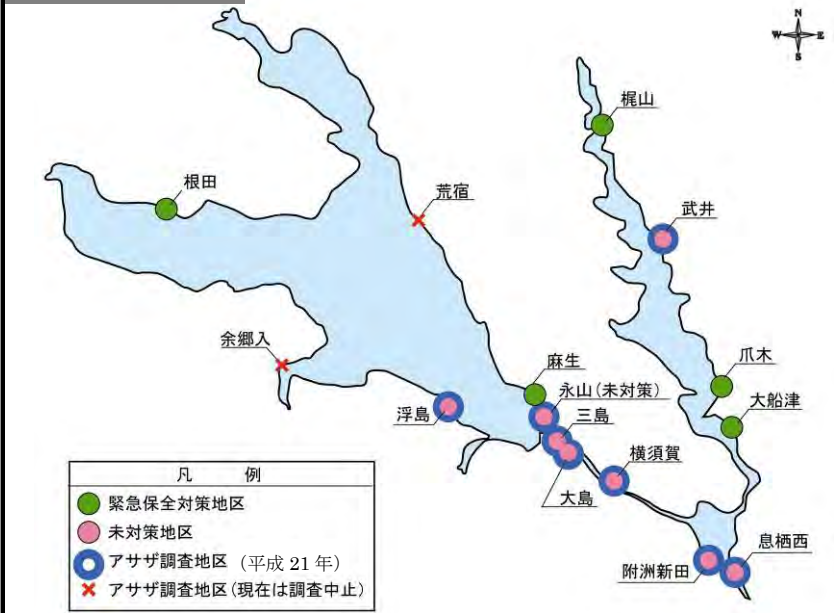 N
W E
S
梶山
根田
荒宿
武井
余郷入
麻生
爪木
永山(未対策)
大船津
浮島
三島
横須賀
大島
息栖西
附洲新田
凡 例
緊急保全対策地区
未対策地区
アサザ調査地区 (平成 21 年)
アサザ調査地区(現在は調査中止)